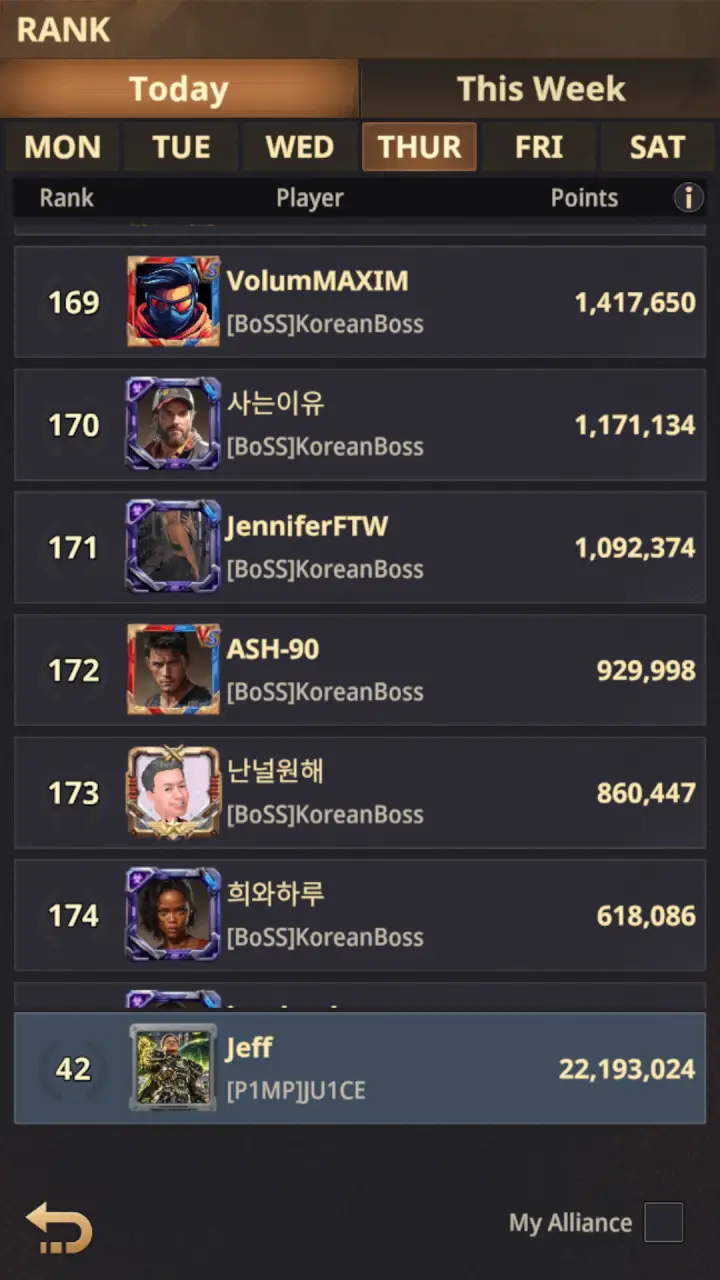 RANK
Today
This Week
MON
TUE
WED
THUR
FRI
SAT
Rank
Player
Points
i
169
VolumMAXIM
[BoSS]KoreanBoss
1,417,650
170
사는이유
[BoSS]KoreanBoss
1,171,134
171
JenniferFTW
[BoSS]KoreanBoss
1,092,374
172
ASH-90
[BoSS]KoreanBoss
929,998
173
난널원해
[BoSS]KoreanBoss
860,447
174
희와하루
[BoSS]KoreanBoss
618,086
42
Jeff
[P1MP]JU1CE
22,193,024
My Alliance